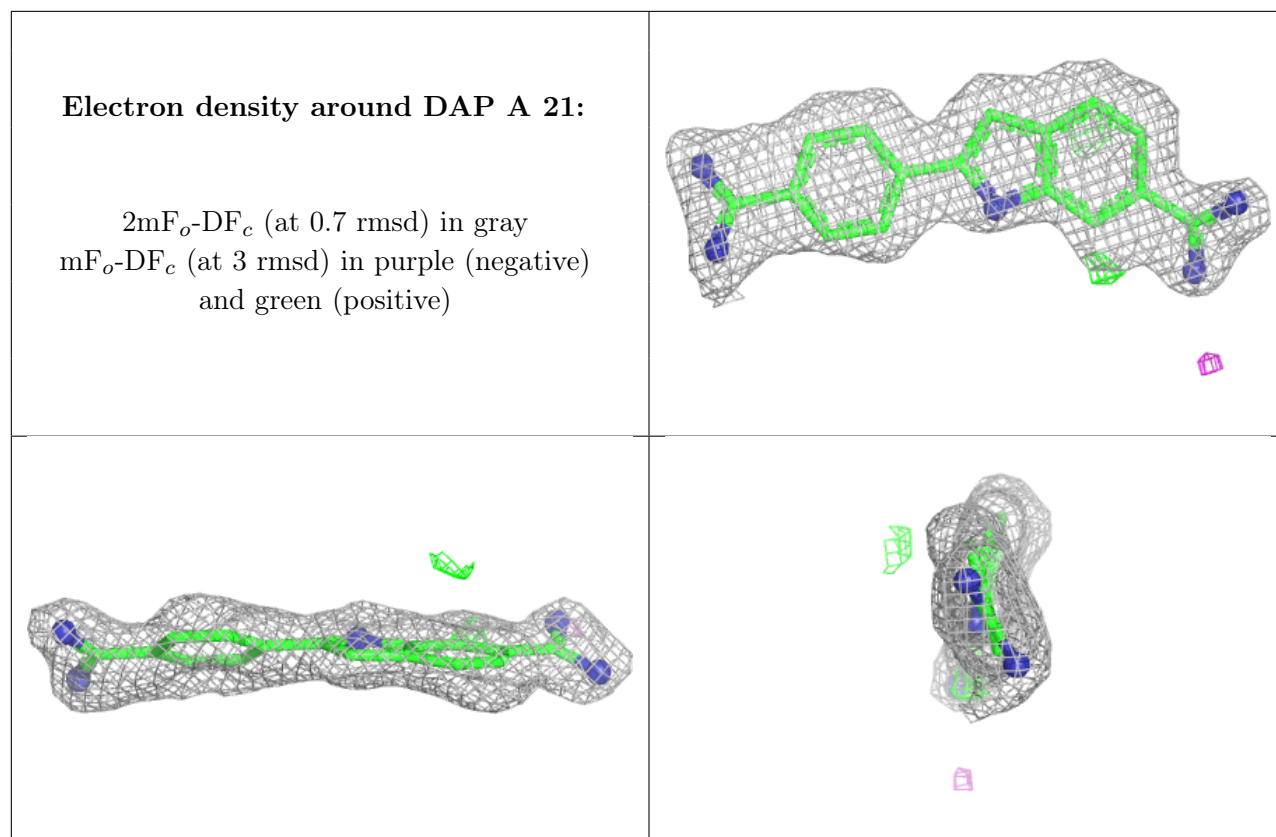 Electron density around DAP A 21:
2mFₒ-DF𝒸 (at 0.7 rmsd) in gray
mFₒ-DF𝒸 (at 3 rmsd) in purple (negative)
and green (positive)